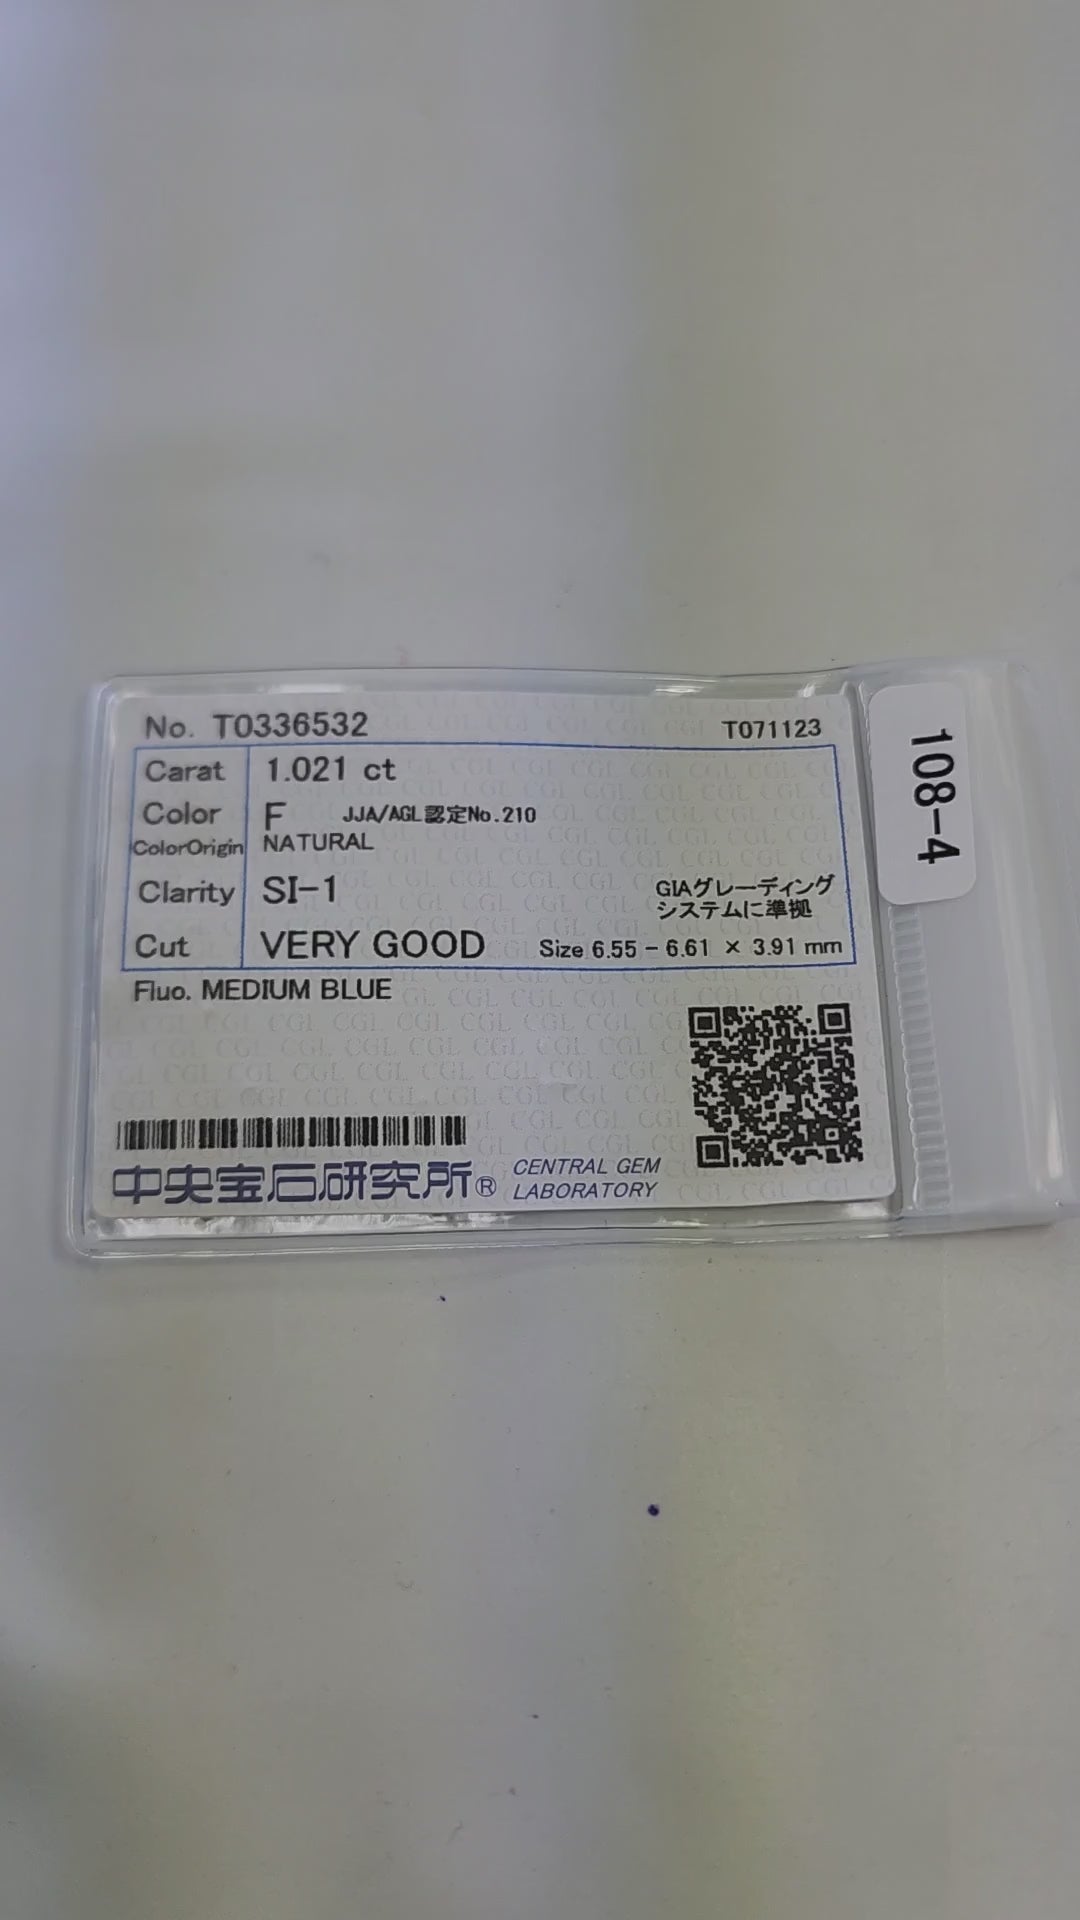 No. T0336532 T071123
Carat 1.021 ct
Color F JJA/AGL認定No.210
ColorOrigin NATURAL
Clarity SI-1 GIAグレーディング
システムに準拠
Cut VERY GOOD Size 6.55 - 6.61 × 3.91 mm
Fluo. MEDIUM BLUE
中央宝石研究所® CENTRAL GEM
LABORATORY
108-4